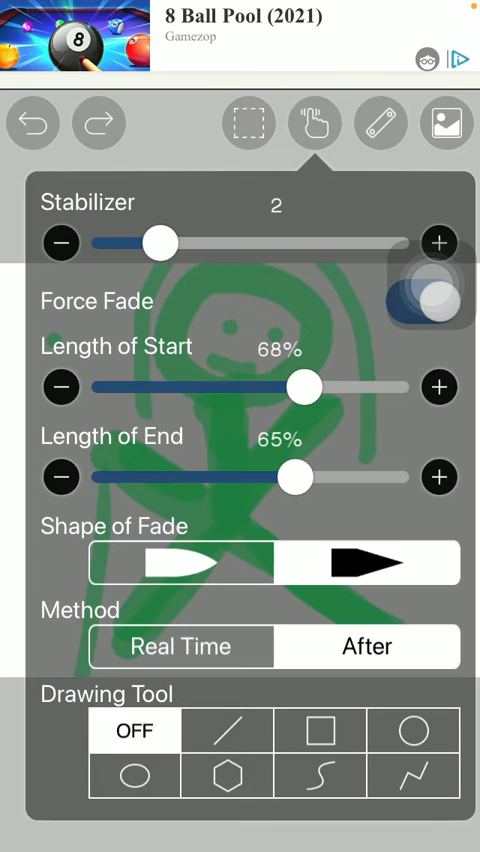 8 Ball Pool (2021)
Gamezop
8
Stabilizer
2
Force Fade
Length of Start
68%
Length of End
65%
Shape of Fade
Method
Real Time
After
Drawing Tool
OFF